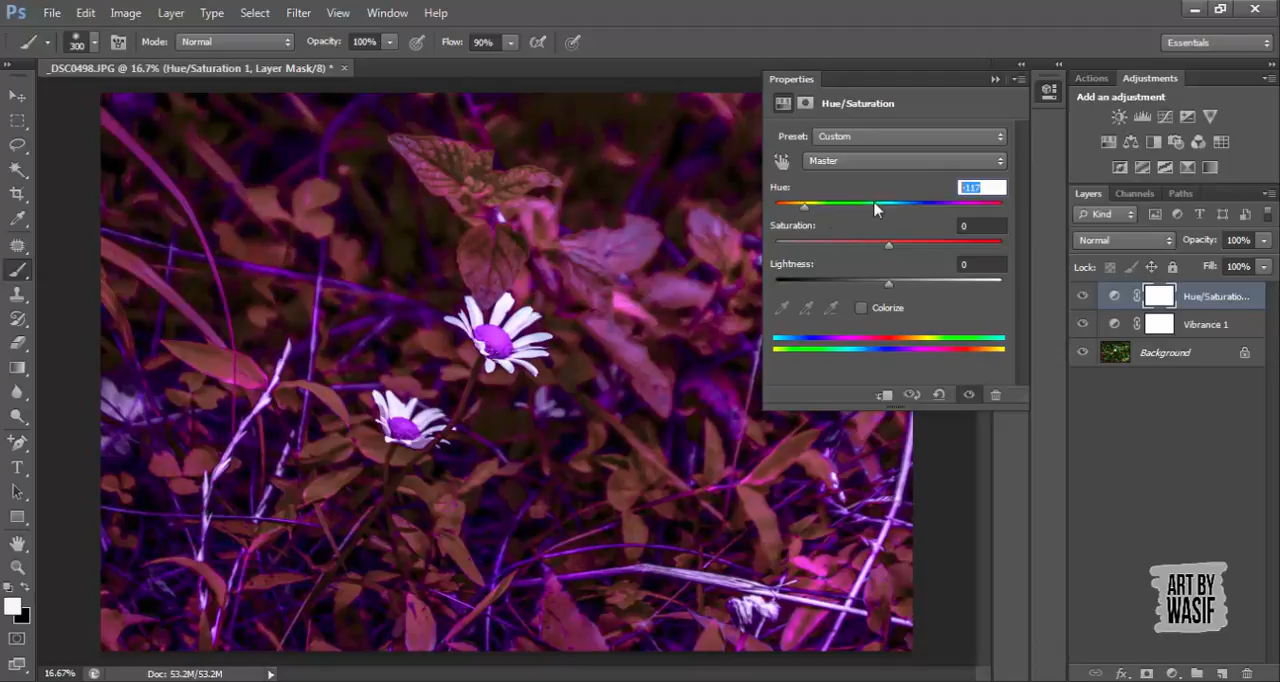 Ps File Edit Image Layer Type Select Filter View Window Help
300 Mode: Normal Opacity: 100% Flow: 90% Essentials
_DSC0498.JPG @ 16.7% (Hue/Saturation 1, Layer Mask/8) * ×
Properties
Hue/Saturation
Preset: Custom
Master
Hue: -117
Saturation: 0
Lightness: 0
Colorize
Actions Adjustments
Add an adjustment
Layers Channels Paths
Kind
Normal Opacity: 100%
Lock: Fill: 100%
Hue/Saturatio...
Vibrance 1
Background
ART BY
WASIF
16.67% Doc: 53.2M/53.2M